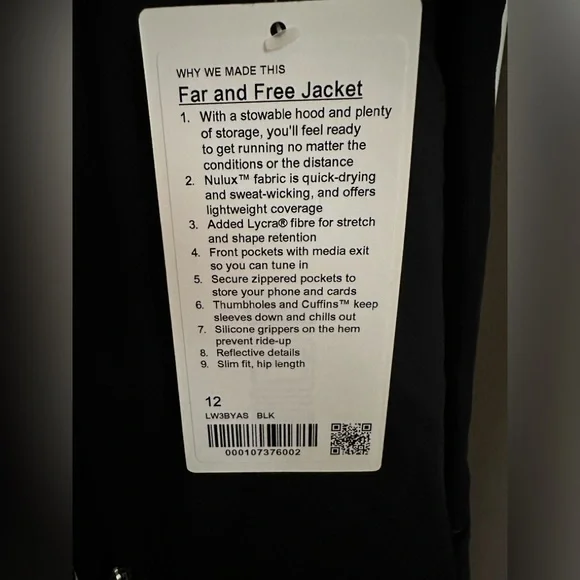 WHY WE MADE THIS
Far and Free Jacket
1. With a stowable hood and plenty
of storage, you'll feel ready
to get running no matter the
conditions or the distance
2. Nulux™ fabric is quick-drying
and sweat-wicking, and offers
lightweight coverage
3. Added Lycra® fibre for stretch
and shape retention
4. Front pockets with media exit
so you can tune in
5. Secure zippered pockets to
store your phone and cards
6. Thumbholes and Cuffins™ keep
sleeves down and chills out
7. Silicone grippers on the hem
prevent ride-up
8. Reflective details
9. Slim fit, hip length
12
LW3BYAS BLK
000107376002